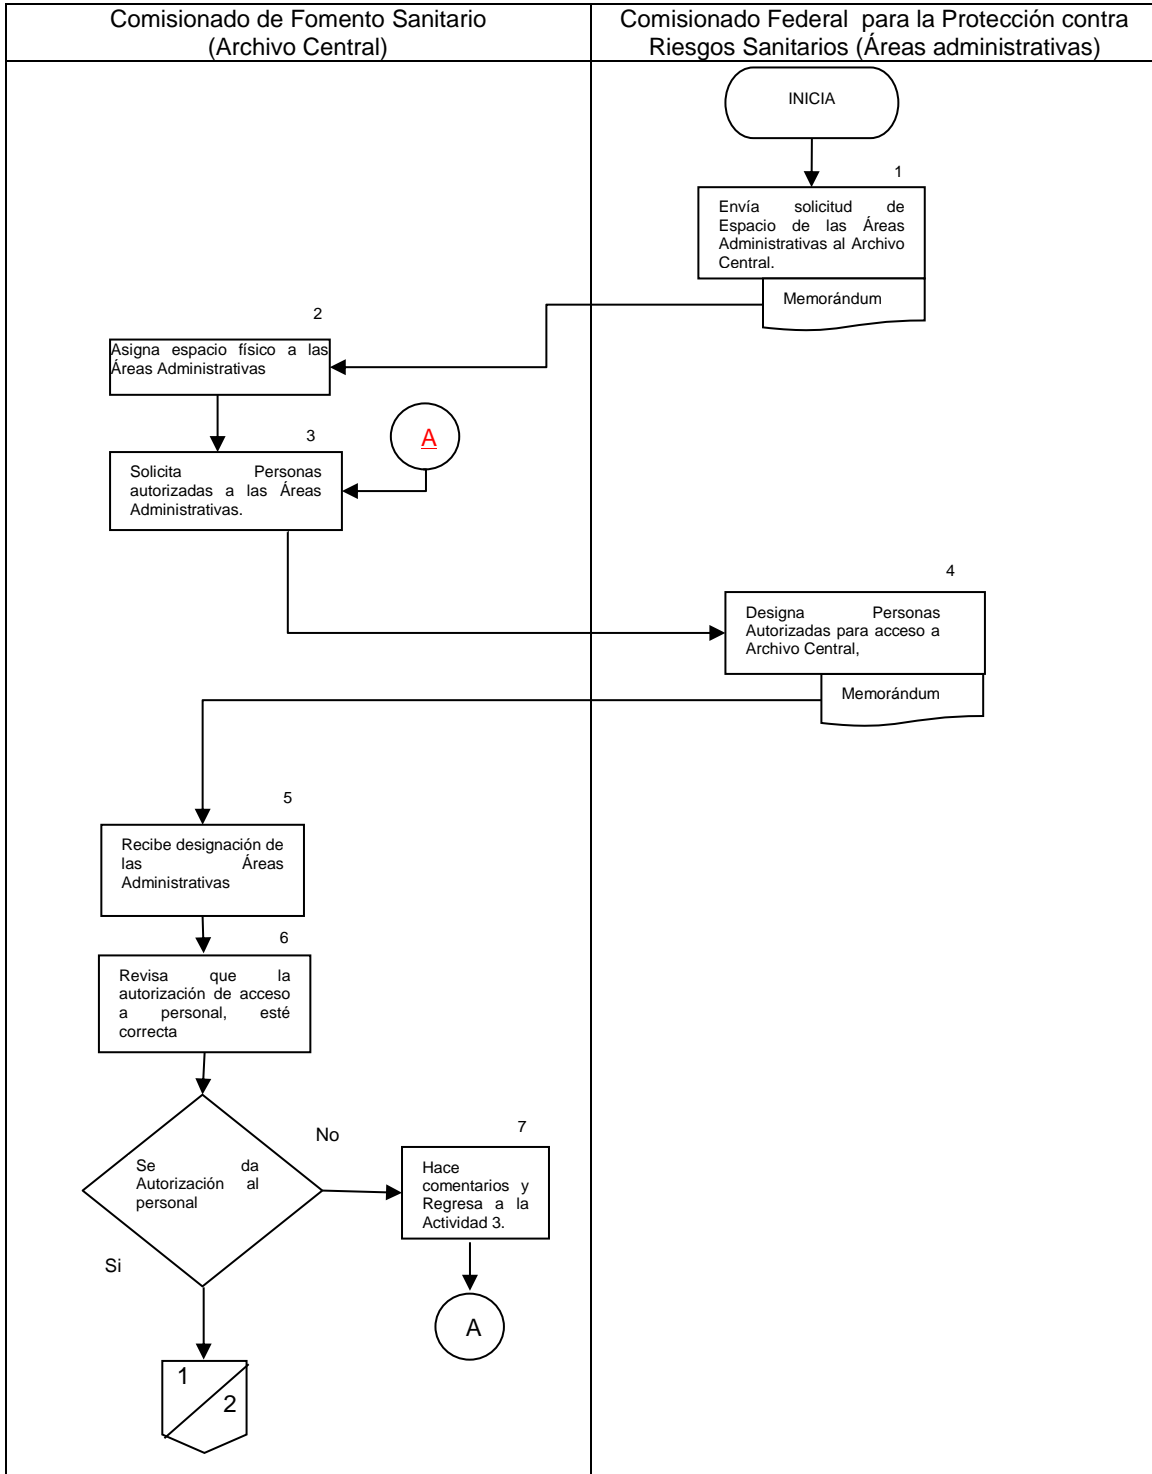 Comisionado de Fomento Sanitario
(Archivo Central)
Comisionado Federal para la Protección contra
Riesgos Sanitarios (Áreas administrativas)
INICIA
1
Envía solicitud de
Espacio de las Áreas
Administrativas al Archivo
Central.
Memorándum
2
Asigna espacio físico a las
Áreas Administrativas
3
A
Solicita Personas
autorizadas a las Áreas
Administrativas.
4
Designa Personas
Autorizadas para acceso a
Archivo Central,
Memorándum
5
Recibe designación de
las Áreas
Administrativas
6
Revisa que la
autorización de acceso
a personal, esté
correcta
Se da
Autorización al
personal
No
7
Hace
comentarios y
Regresa a la
Actividad 3.
Si
A
1
2